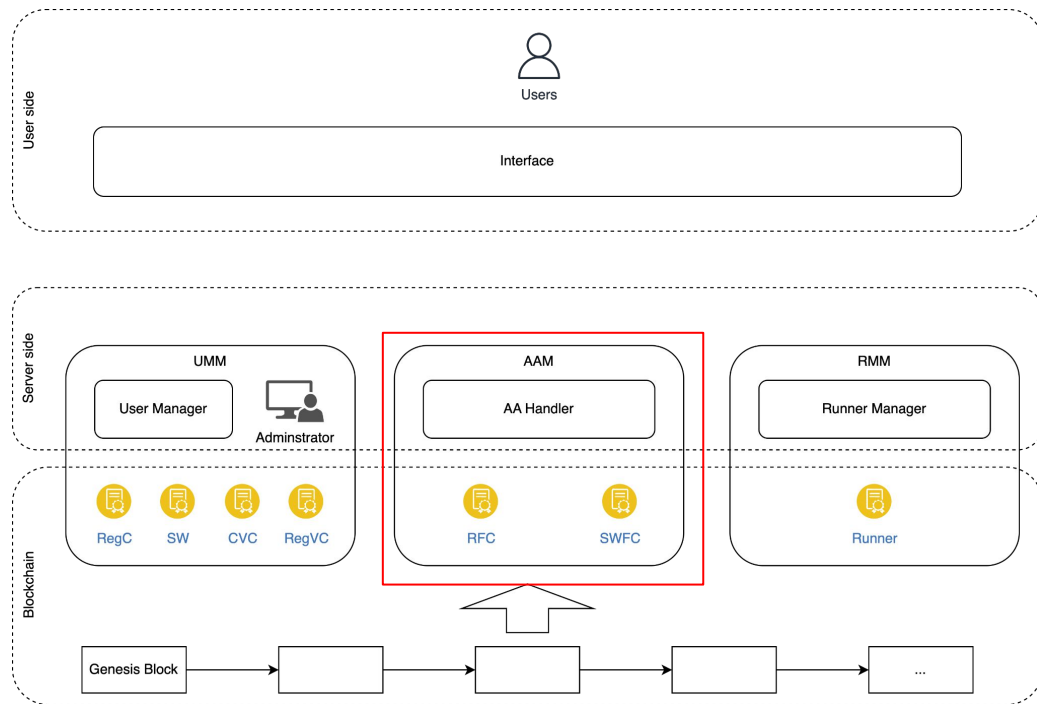 User side
Users
Interface
Server side
UMM
User Manager
Adminstrator
AAM
AA Handler
RMM
Runner Manager
Blockchain
RegC
SW
CVC
RegVC
RFC
SWFC
Runner
Genesis Block
...